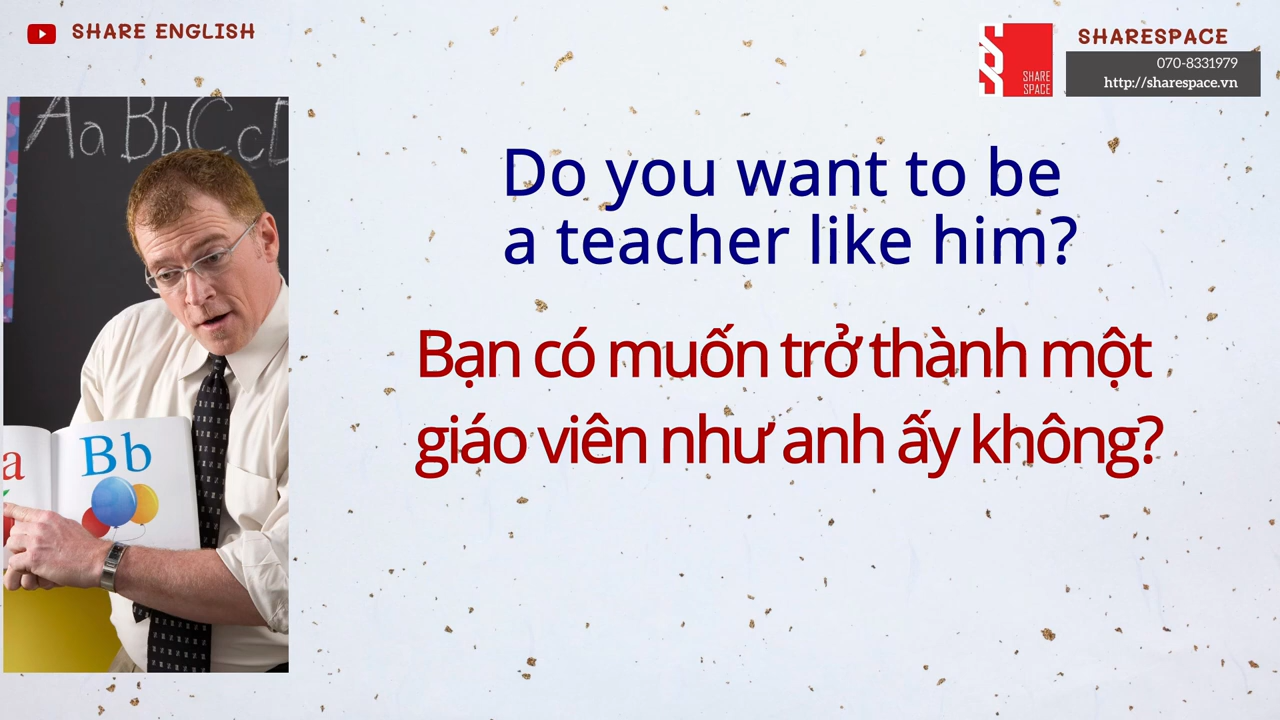 SHARE ENGLISH
SHARESPACE
070-8331979
http://sharespace.vn
SHARE
SPACE
Aa Bb Cc D
Do you want to be
a teacher like him?
Bạn có muốn trở thành một
giáo viên như anh ấy không?
a Bb